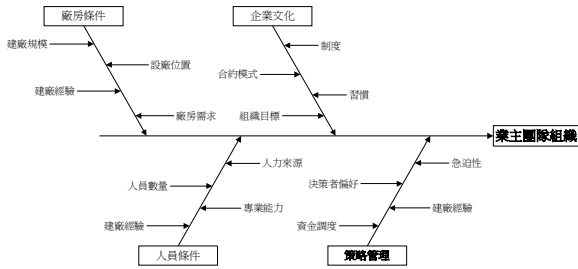 廠房條件
企業文化
建廠規模
制度
設廠位置
合約模式
建廠經驗
習慣
廠房需求
組織目標
業主團隊組織
人力來源
急迫性
人員數量
決策者偏好
專業能力
建廠經驗
建廠經驗
資金調度
人員條件
策略管理